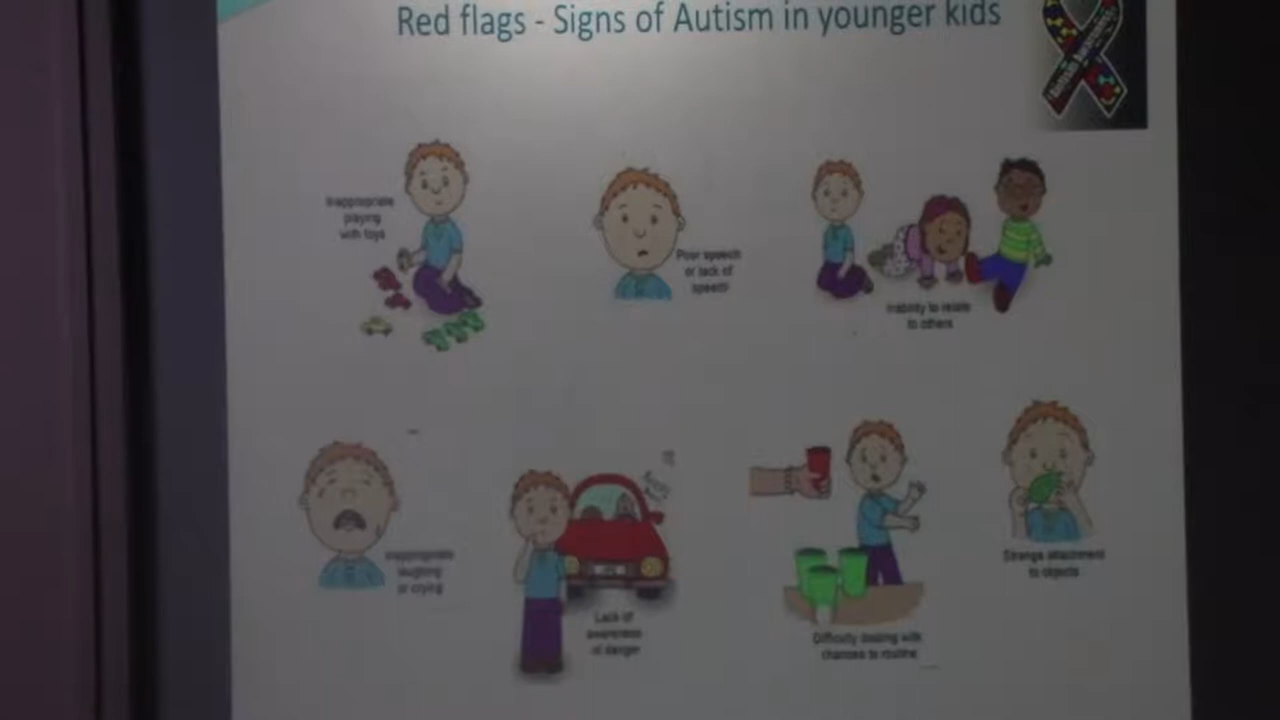 Red flags - Signs of Autism in younger kids
Autism Awareness
Inappropriate
playing
with toys
Poor speech
or lack of
speech
Inability to relate
to others
Inappropriate
laughing
or crying
Lack of
awareness
of danger
Difficulty dealing with
changes to routine
Strange attachment
to objects